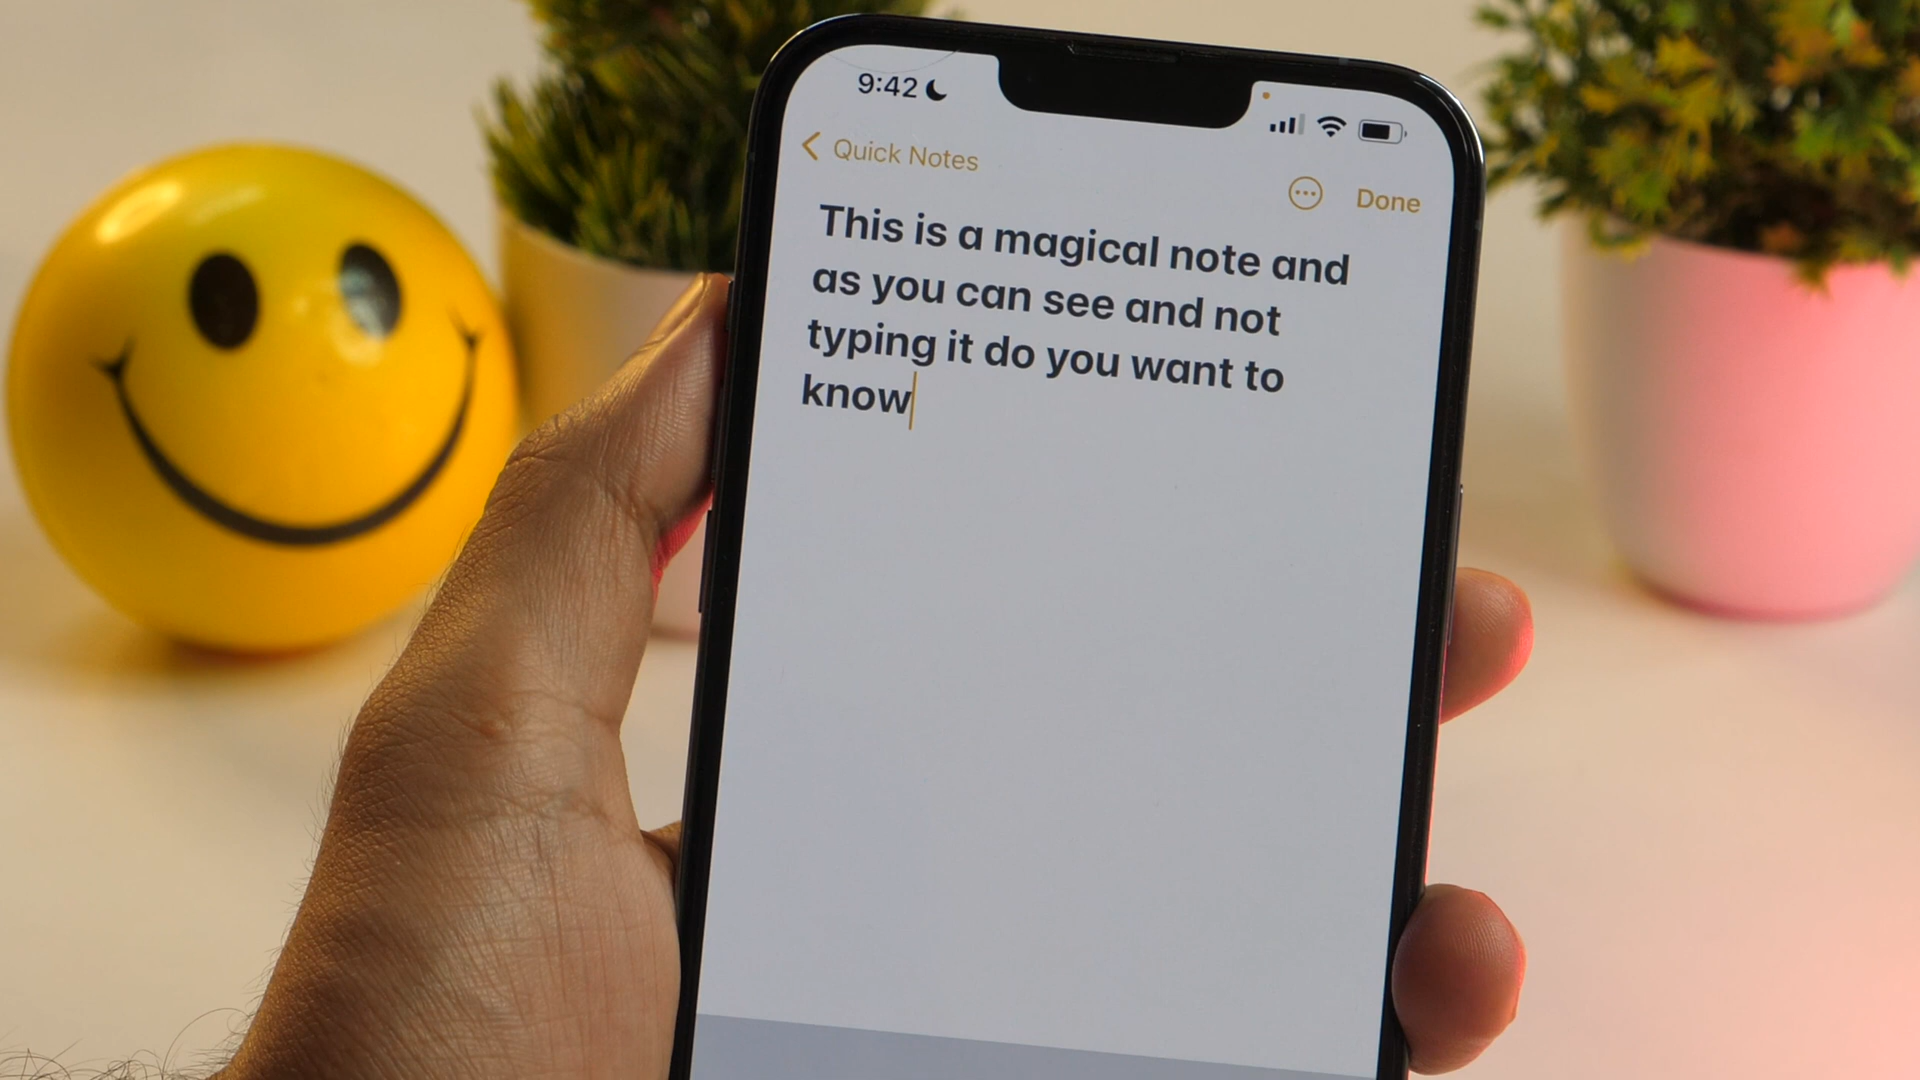 9:42
Quick Notes
Done
This is a magical note and
as you can see and not
typing it do you want to
know